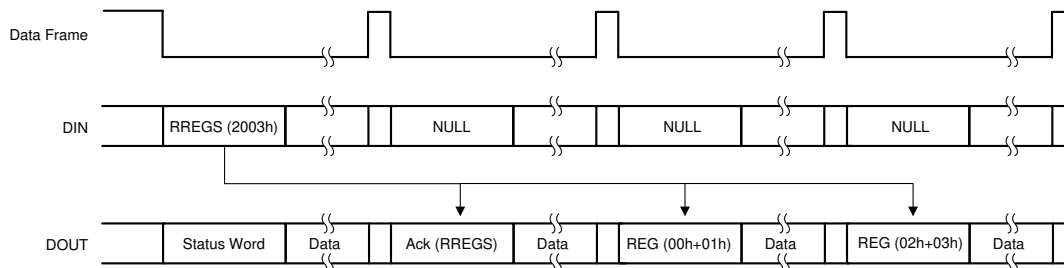 Data Frame
DIN RREGS (2003h) NULL NULL NULL
DOUT Status Word Data Ack (RREGS) Data REG (00h+01h) Data REG (02h+03h) Data